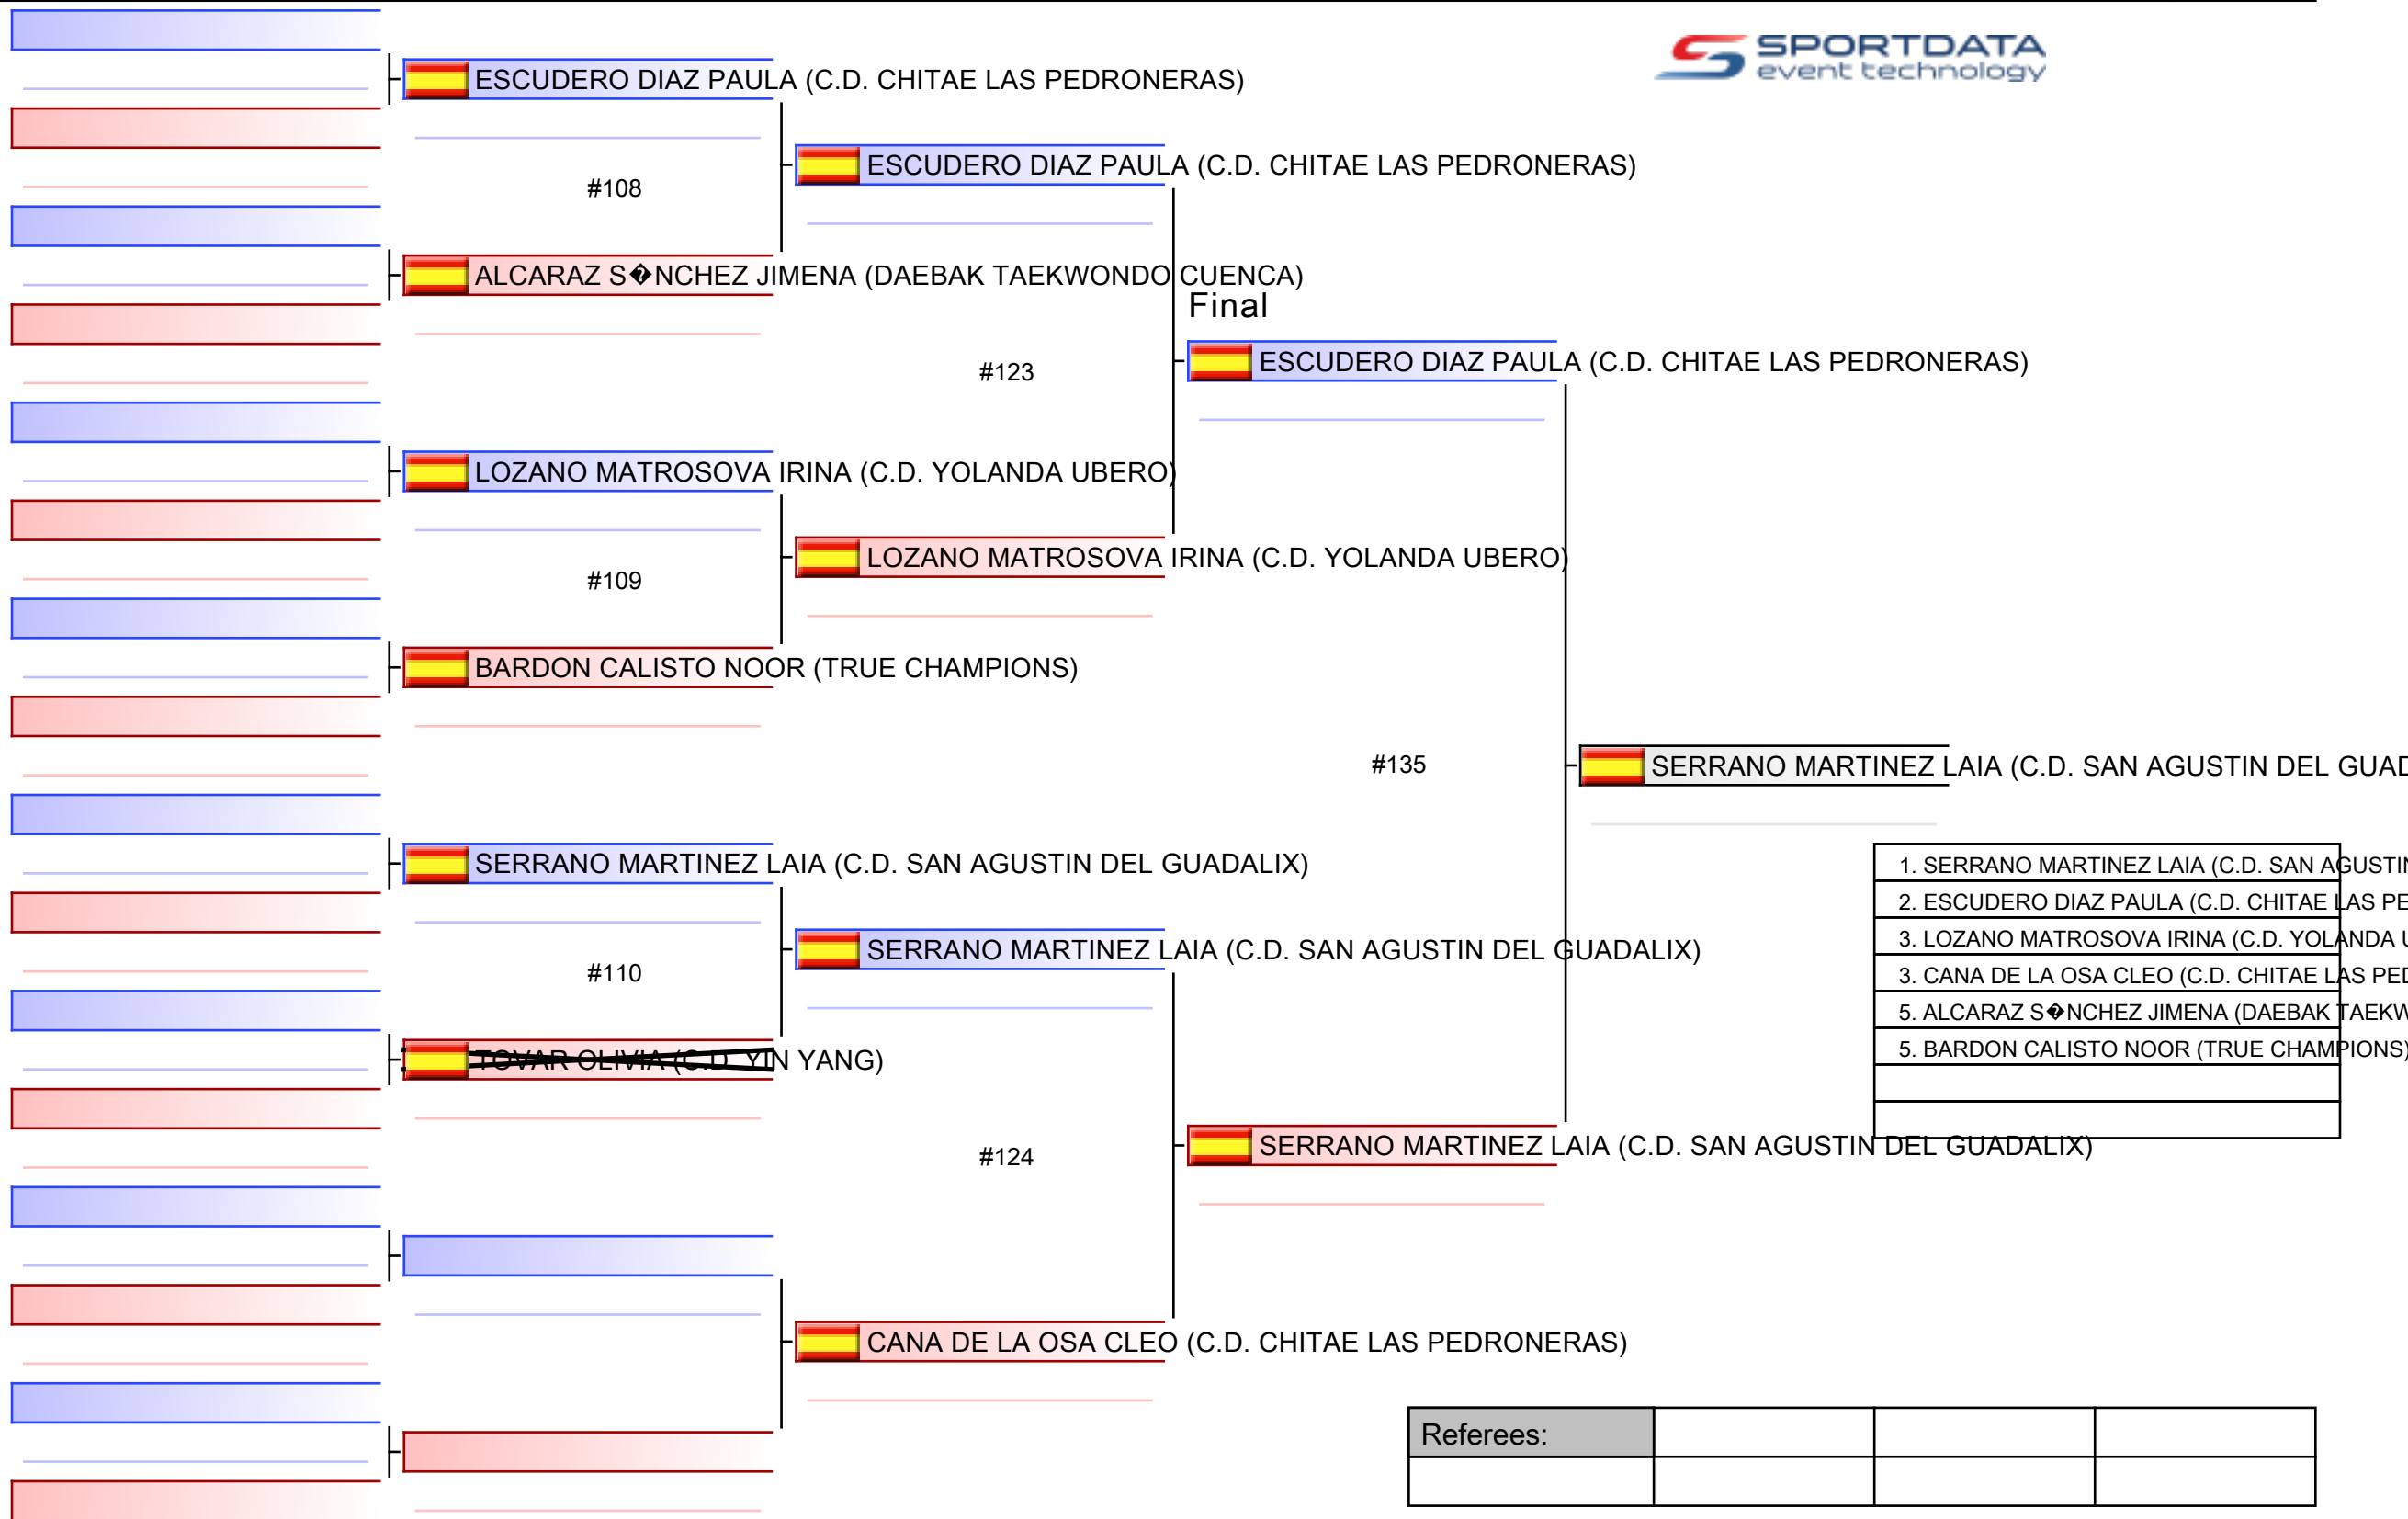 SPORTDATA
event technology
ESCUDERO DIAZ PAULA (C.D. CHITAE LAS PEDRONERAS)
ESCUDERO DIAZ PAULA (C.D. CHITAE LAS PEDRONERAS)
#108
ALCARAZ S�NCHEZ JIMENA (DAEBAK TAEKWONDO CUENCA)
Final
ESCUDERO DIAZ PAULA (C.D. CHITAE LAS PEDRONERAS)
#123
LOZANO MATROSOVA IRINA (C.D. YOLANDA UBERO)
LOZANO MATROSOVA IRINA (C.D. YOLANDA UBERO)
#109
BARDON CALISTO NOOR (TRUE CHAMPIONS)
#135
SERRANO MARTINEZ LAIA (C.D. SAN AGUSTIN DEL GUAD
SERRANO MARTINEZ LAIA (C.D. SAN AGUSTIN DEL GUADALIX)
1. SERRANO MARTINEZ LAIA (C.D. SAN AGUSTIN
2. ESCUDERO DIAZ PAULA (C.D. CHITAE LAS PE
3. LOZANO MATROSOVA IRINA (C.D. YOLANDA U
3. CANA DE LA OSA CLEO (C.D. CHITAE LAS PED
5. ALCARAZ S�NCHEZ JIMENA (DAEBAK TAEKW
5. BARDON CALISTO NOOR (TRUE CHAMPIONS)
SERRANO MARTINEZ LAIA (C.D. SAN AGUSTIN DEL GUADALIX)
#110
TOVAR OLIVIA (C.D. YIN YANG)
SERRANO MARTINEZ LAIA (C.D. SAN AGUSTIN DEL GUADALIX)
#124
CANA DE LA OSA CLEO (C.D. CHITAE LAS PEDRONERAS)
Referees: